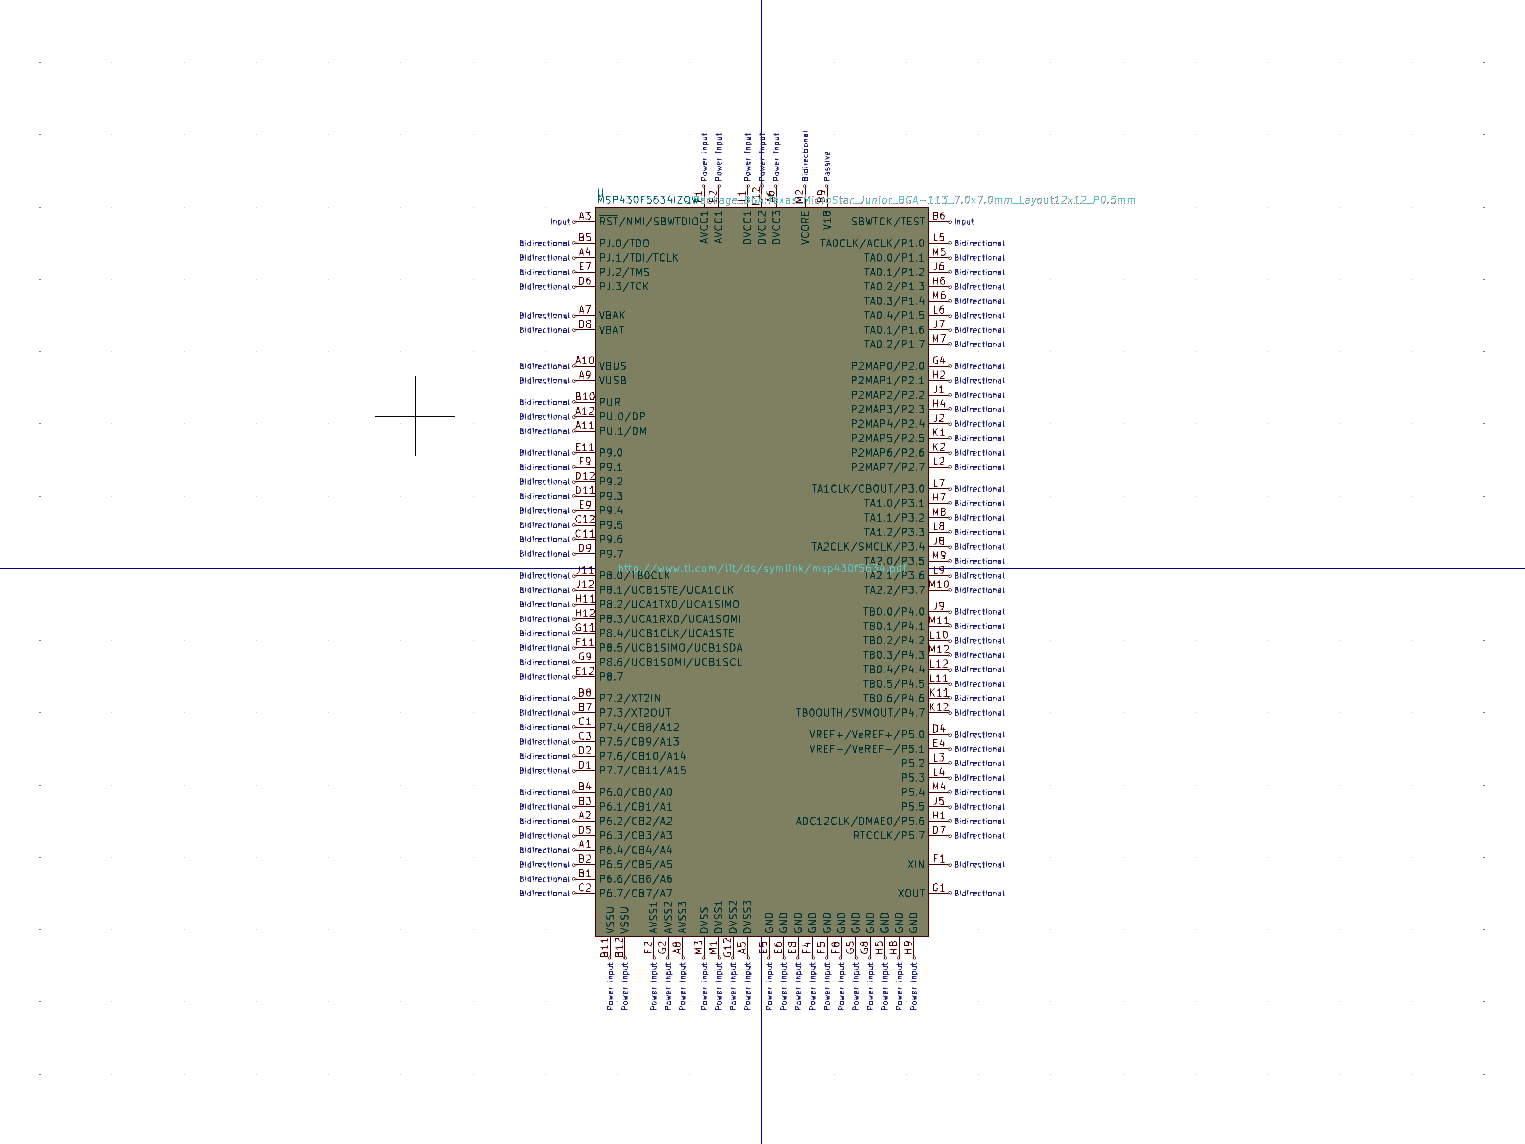 Power Input Power Input Power Input Power Input Power Input Bidirectional Passive
U
MSP430F5634IZQW
M2 B9
AVCC1 AVCC1 DVCC1 DVCC2 DVCC3 VCORE V18
Input A3 RST/NMI/SBWTDIO SBWTCK/TEST B6 Input
Bidirectional B5 PJ.0/TDO TA0CLK/ACLK/P1.0 L5 Bidirectional
Bidirectional A4 PJ.1/TDI/TCLK TA0.0/P1.1 M5 Bidirectional
Bidirectional E7 PJ.2/TMS TA0.1/P1.2 J6 Bidirectional
Bidirectional D6 PJ.3/TCK TA0.2/P1.3 H6 Bidirectional
TA0.3/P1.4 M6 Bidirectional
Bidirectional A7 VBAK TA0.4/P1.5 L6 Bidirectional
Bidirectional D8 VBAT TA0.1/P1.6 J7 Bidirectional
TA0.2/P1.7 M7 Bidirectional
Bidirectional A10 VBUS P2MAP0/P2.0 G4 Bidirectional
Bidirectional A9 VUSB P2MAP1/P2.1 H2 Bidirectional
P2MAP2/P2.2 J1 Bidirectional
Bidirectional B10 PUR P2MAP3/P2.3 H4 Bidirectional
Bidirectional A12 PU.0/DP P2MAP4/P2.4 J2 Bidirectional
Bidirectional A11 PU.1/DM P2MAP5/P2.5 K1 Bidirectional
Bidirectional E11 P9.0 P2MAP6/P2.6 K2 Bidirectional
Bidirectional F9 P9.1 P2MAP7/P2.7 L2 Bidirectional
Bidirectional D12 P9.2
TA1CLK/CBOUT/P3.0 L7 Bidirectional
Bidirectional D11 P9.3 TA1.0/P3.1 H7 Bidirectional
Bidirectional E9 P9.4 TA1.1/P3.2 M8 Bidirectional
Bidirectional C12 P9.5 TA1.2/P3.3 L8 Bidirectional
Bidirectional C11 P9.6 TA2CLK/SMCLK/P3.4 J8 Bidirectional
Bidirectional D9 P9.7 TA2.0/P3.5 M9 Bidirectional
http://www.ti.com/lit/ds/symlink/msp430f5634.pdf
Bidirectional J11 P8.0/TB0CLK TA2.1/P3.6 L9 Bidirectional
Bidirectional J12 P8.1/UCB1STE/UCA1CLK TA2.2/P3.7 M10 Bidirectional
Bidirectional H11 P8.2/UCA1TXD/UCA1SIMO TB0.0/P4.0 J9 Bidirectional
Bidirectional H12 P8.3/UCA1RXD/UCA1SOMI TB0.1/P4.1 M11 Bidirectional
Bidirectional G11 P8.4/UCB1CLK/UCA1STE TB0.2/P4.2 L10 Bidirectional
Bidirectional F11 P8.5/UCB1SIMO/UCB1SDA TB0.3/P4.3 M12 Bidirectional
Bidirectional G9 P8.6/UCB1SOMI/UCB1SCL TB0.4/P4.4 L12 Bidirectional
Bidirectional E12 P8.7 TB0.5/P4.5 L11 Bidirectional
Bidirectional B8 P7.2/XT2IN TB0.6/P4.6 K11 Bidirectional
Bidirectional B7 P7.3/XT2OUT TB0OUTH/SVMOUT/P4.7 K12 Bidirectional
Bidirectional C1 P7.4/CB8/A12 VREF+/VeREF+/P5.0 D4 Bidirectional
Bidirectional C3 P7.5/CB9/A13 VREF-/VeREF-/P5.1 E4 Bidirectional
Bidirectional D2 P7.6/CB10/A14 P5.2 L3 Bidirectional
Bidirectional D1 P7.7/CB11/A15 P5.3 L4 Bidirectional
Bidirectional B4 P6.0/CB0/A0 P5.4 M4 Bidirectional
Bidirectional B3 P6.1/CB1/A1 P5.5 J5 Bidirectional
Bidirectional A2 P6.2/CB2/A2 ADC12CLK/DMAE0/P5.6 H1 Bidirectional
Bidirectional D5 P6.3/CB3/A3 RTCCLK/P5.7 D7 Bidirectional
Bidirectional A1 P6.4/CB4/A4
Bidirectional B2 P6.5/CB5/A5 XIN F1 Bidirectional
Bidirectional B1 P6.6/CB6/A6
Bidirectional C2 P6.7/CB7/A7 XOUT G1 Bidirectional
VSSU VSSU AVSS1 AVSS2 AVSS3 DVSS DVSS1 DVSS2 DVSS3 GND GND GND GND GND GND GND GND GND GND GND
B11 B12 F2 G2 A8 M3 M1 G12 A5 E5 E6 E8 F4 F5 F8 G5 G8 H5 H8 H9
Power Input Power Input Power Input Power Input Power Input Power Input Power Input Power Input Power Input Power Input Power Input Power Input Power Input Power Input Power Input Power Input Power Input Power Input Power Input Power Input